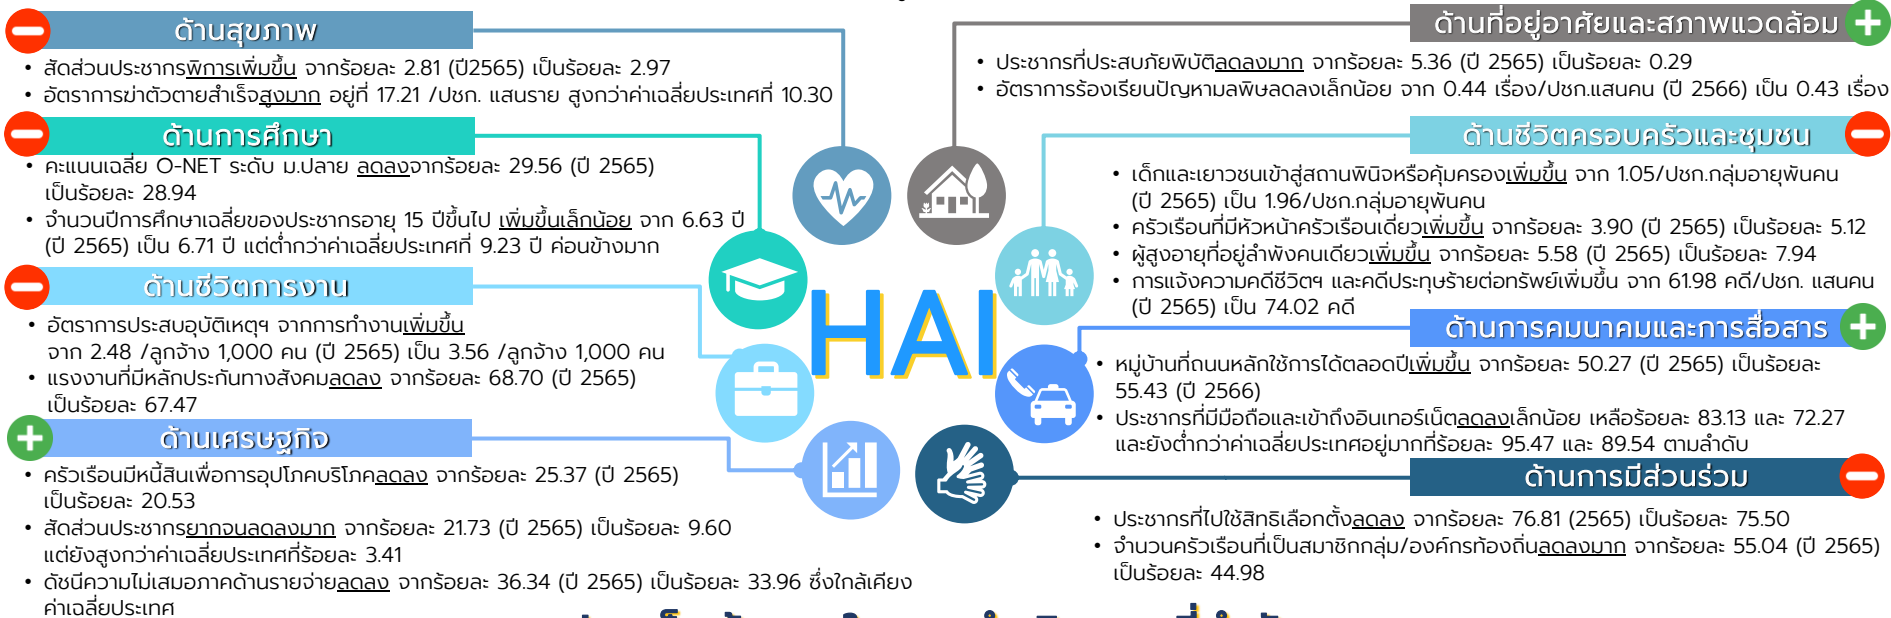 ด้านสุขภาพ
• สัดส่วนประชากรพิการเพิ่มขึ้น จากร้อยละ 2.81 (ปี2565) เป็นร้อยละ 2.97
• อัตราการฆ่าตัวตายสำเร็จสูงมาก อยู่ที่ 17.21 /ปชก. แสนราย สูงกว่าค่าเฉลี่ยประเทศที่ 10.30
ด้านการศึกษา
• คะแนนเฉลี่ย O-NET ระดับ ม.ปลาย ลดลงจากร้อยละ 29.56 (ปี 2565)
เป็นร้อยละ 28.94
• จำนวนปีการศึกษาเฉลี่ยของประชากรอายุ 15 ปีขึ้นไป เพิ่มขึ้นเล็กน้อย จาก 6.63 ปี
(ปี 2565) เป็น 6.71 ปี แต่ต่ำกว่าค่าเฉลี่ยประเทศที่ 9.23 ปี ค่อนข้างมาก
ด้านชีวิตการงาน
• อัตราการประสบอุบัติเหตุฯ จากการทำงานเพิ่มขึ้น
จาก 2.48 /ลูกจ้าง 1,000 คน (ปี 2565) เป็น 3.56 /ลูกจ้าง 1,000 คน
• แรงงานที่มีหลักประกันทางสังคมลดลง จากร้อยละ 68.70 (ปี 2565)
เป็นร้อยละ 67.47
ด้านเศรษฐกิจ
• ครัวเรือนมีหนี้สินเพื่อการอุปโภคบริโภคลดลง จากร้อยละ 25.37 (ปี 2565)
เป็นร้อยละ 20.53
• สัดส่วนประชากรยากจนลดลงมาก จากร้อยละ 21.73 (ปี 2565) เป็นร้อยละ 9.60
แต่ยังสูงกว่าค่าเฉลี่ยประเทศที่ร้อยละ 3.41
• ดัชนีความไม่เสมอภาคด้านรายจ่ายลดลง จากร้อยละ 36.34 (ปี 2565) เป็นร้อยละ 33.96 ซึ่งใกล้เคียง
ค่าเฉลี่ยประเทศ
HAI
ด้านที่อยู่อาศัยและสภาพแวดล้อม
• ประชากรที่ประสบภัยพิบัติลดลงมาก จากร้อยละ 5.36 (ปี 2565) เป็นร้อยละ 0.29
• อัตราการร้องเรียนปัญหามลพิษลดลงเล็กน้อย จาก 0.44 เรื่อง/ปชก.แสนคน (ปี 2566) เป็น 0.43 เรื่อง
ด้านชีวิตครอบครัวและชุมชน
• เด็กและเยาวชนเข้าสู่สถานพินิจหรือคุ้มครองเพิ่มขึ้น จาก 1.05/ปชก.กลุ่มอายุพันคน
(ปี 2565) เป็น 1.96/ปชก.กลุ่มอายุพันคน
• ครัวเรือนที่มีหัวหน้าครัวเรือนเดี่ยวเพิ่มขึ้น จากร้อยละ 3.90 (ปี 2565) เป็นร้อยละ 5.12
• ผู้สูงอายุที่อยู่ลำพังคนเดียวเพิ่มขึ้น จากร้อยละ 5.58 (ปี 2565) เป็นร้อยละ 7.94
• การแจ้งความคดีชีวิตฯ และคดีประทุษร้ายต่อทรัพย์เพิ่มขึ้น จาก 61.98 คดี/ปชก. แสนคน
(ปี 2565) เป็น 74.02 คดี
ด้านการคมนาคมและการสื่อสาร
• หมู่บ้านที่ถนนหลักใช้การได้ตลอดปีเพิ่มขึ้น จากร้อยละ 50.27 (ปี 2565) เป็นร้อยละ
55.43 (ปี 2566)
• ประชากรที่มีมือถือและเข้าถึงอินเทอร์เน็ตลดลงเล็กน้อย เหลือร้อยละ 83.13 และ 72.27
และยังต่ำกว่าค่าเฉลี่ยประเทศอยู่มากที่ร้อยละ 95.47 และ 89.54 ตามลำดับ
ด้านการมีส่วนร่วม
• ประชากรที่ไปใช้สิทธิเลือกตั้งลดลง จากร้อยละ 76.81 (2565) เป็นร้อยละ 75.50
• จำนวนครัวเรือนที่เป็นสมาชิกกลุ่ม/องค์กรท้องถิ่นลดลงมาก จากร้อยละ 55.04 (ปี 2565)
เป็นร้อยละ 44.98